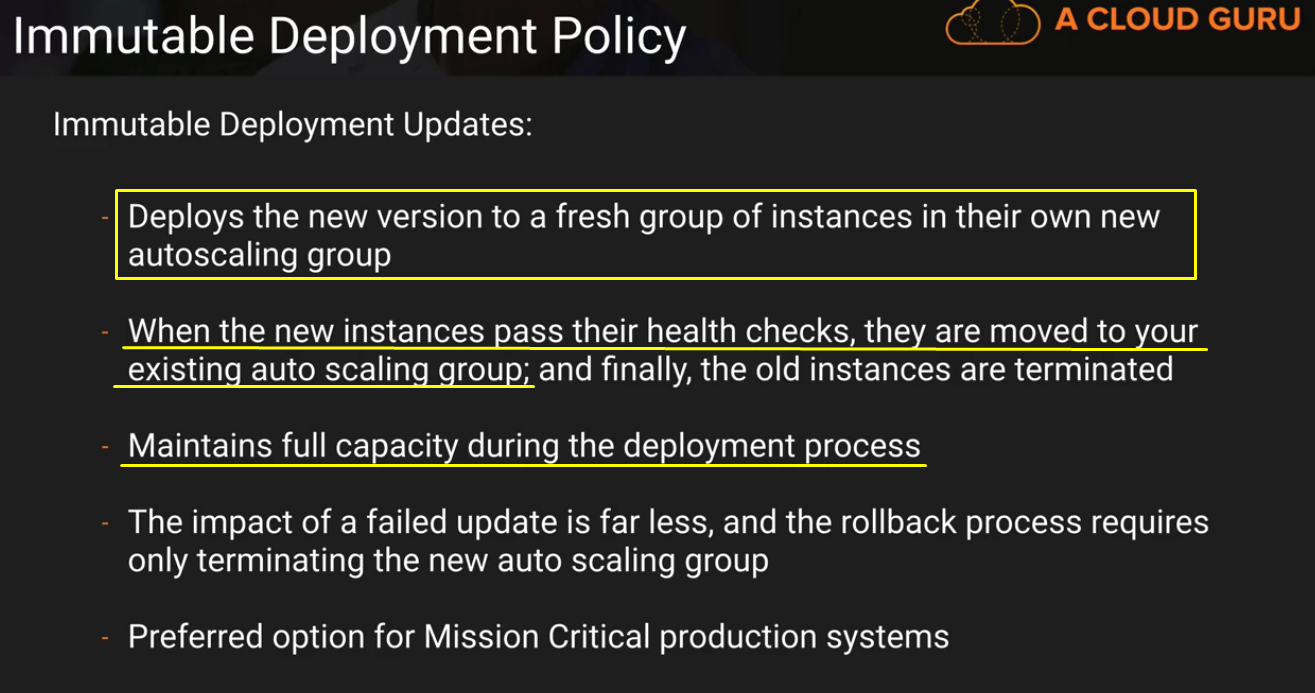 Immutable Deployment Policy
A CLOUD GURU
Immutable Deployment Updates:
- Deploys the new version to a fresh group of instances in their own new
autoscaling group
- When the new instances pass their health checks, they are moved to your
existing auto scaling group; and finally, the old instances are terminated
- Maintains full capacity during the deployment process
- The impact of a failed update is far less, and the rollback process requires
only terminating the new auto scaling group
- Preferred option for Mission Critical production systems